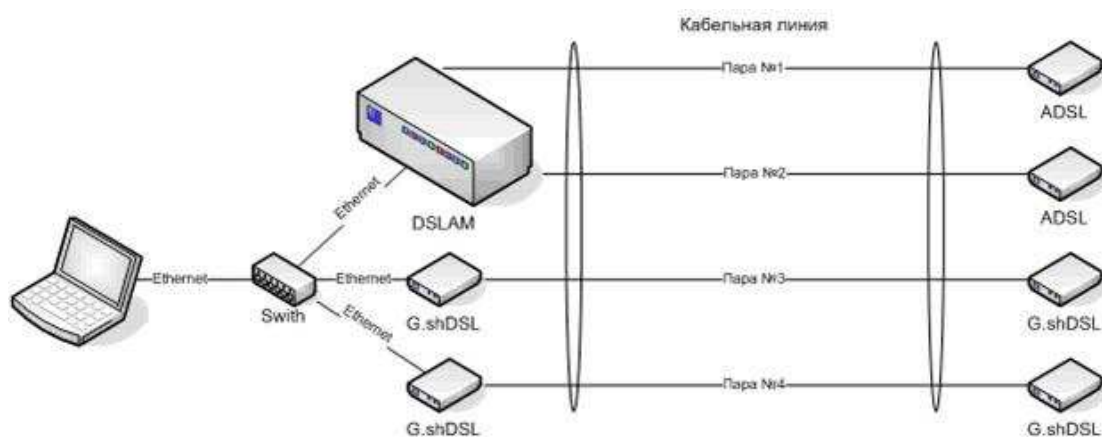 Кабельная линия
Пара №1
ADSL
Пара №2
ADSL
Ethernet
DSLAM
Ethernet
Swith
Ethernet
G.shDSL
Пара №3
G.shDSL
Ethernet
G.shDSL
Пара №4
G.shDSL